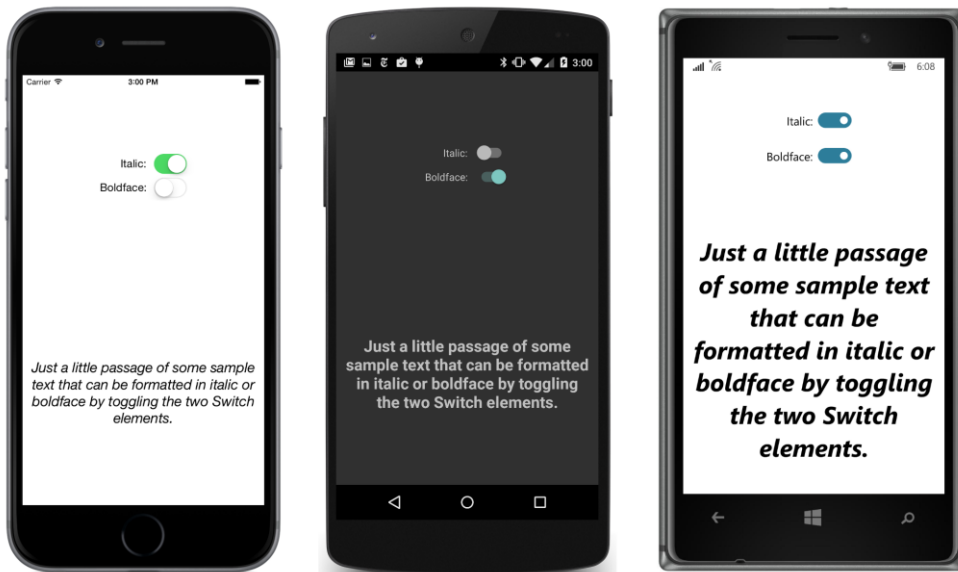 Carrier
3:00 PM
Italic:
Boldface:
Just a little passage of some sample
text that can be formatted in italic or
boldface by toggling the two Switch
elements.
3:00
Italic:
Boldface:
Just a little passage of some
sample text that can be formatted
in italic or boldface by toggling
the two Switch elements.
6:08
Italic:
Boldface:
Just a little passage
of some sample text
that can be
formatted in italic or
boldface by toggling
the two Switch
elements.